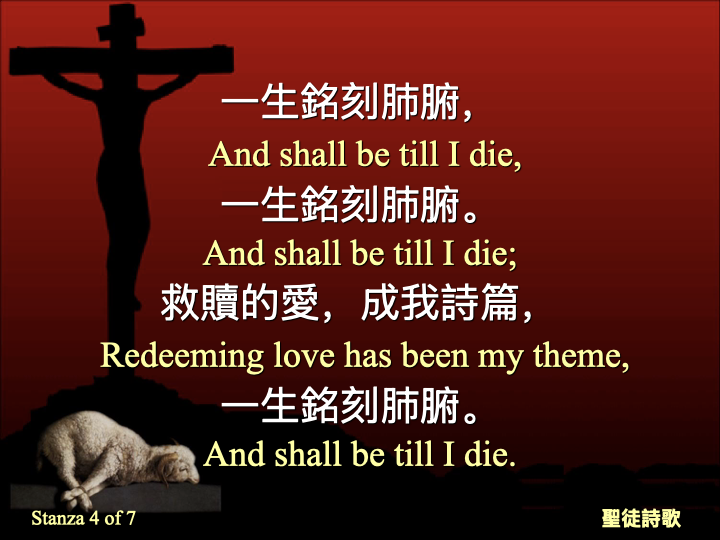 一生銘刻肺腑，
And shall be till I die,
一生銘刻肺腑。
And shall be till I die;
救贖的愛，成我詩篇，
Redeeming love has been my theme,
一生銘刻肺腑。
And shall be till I die.
Stanza 4 of 7
聖徒詩歌